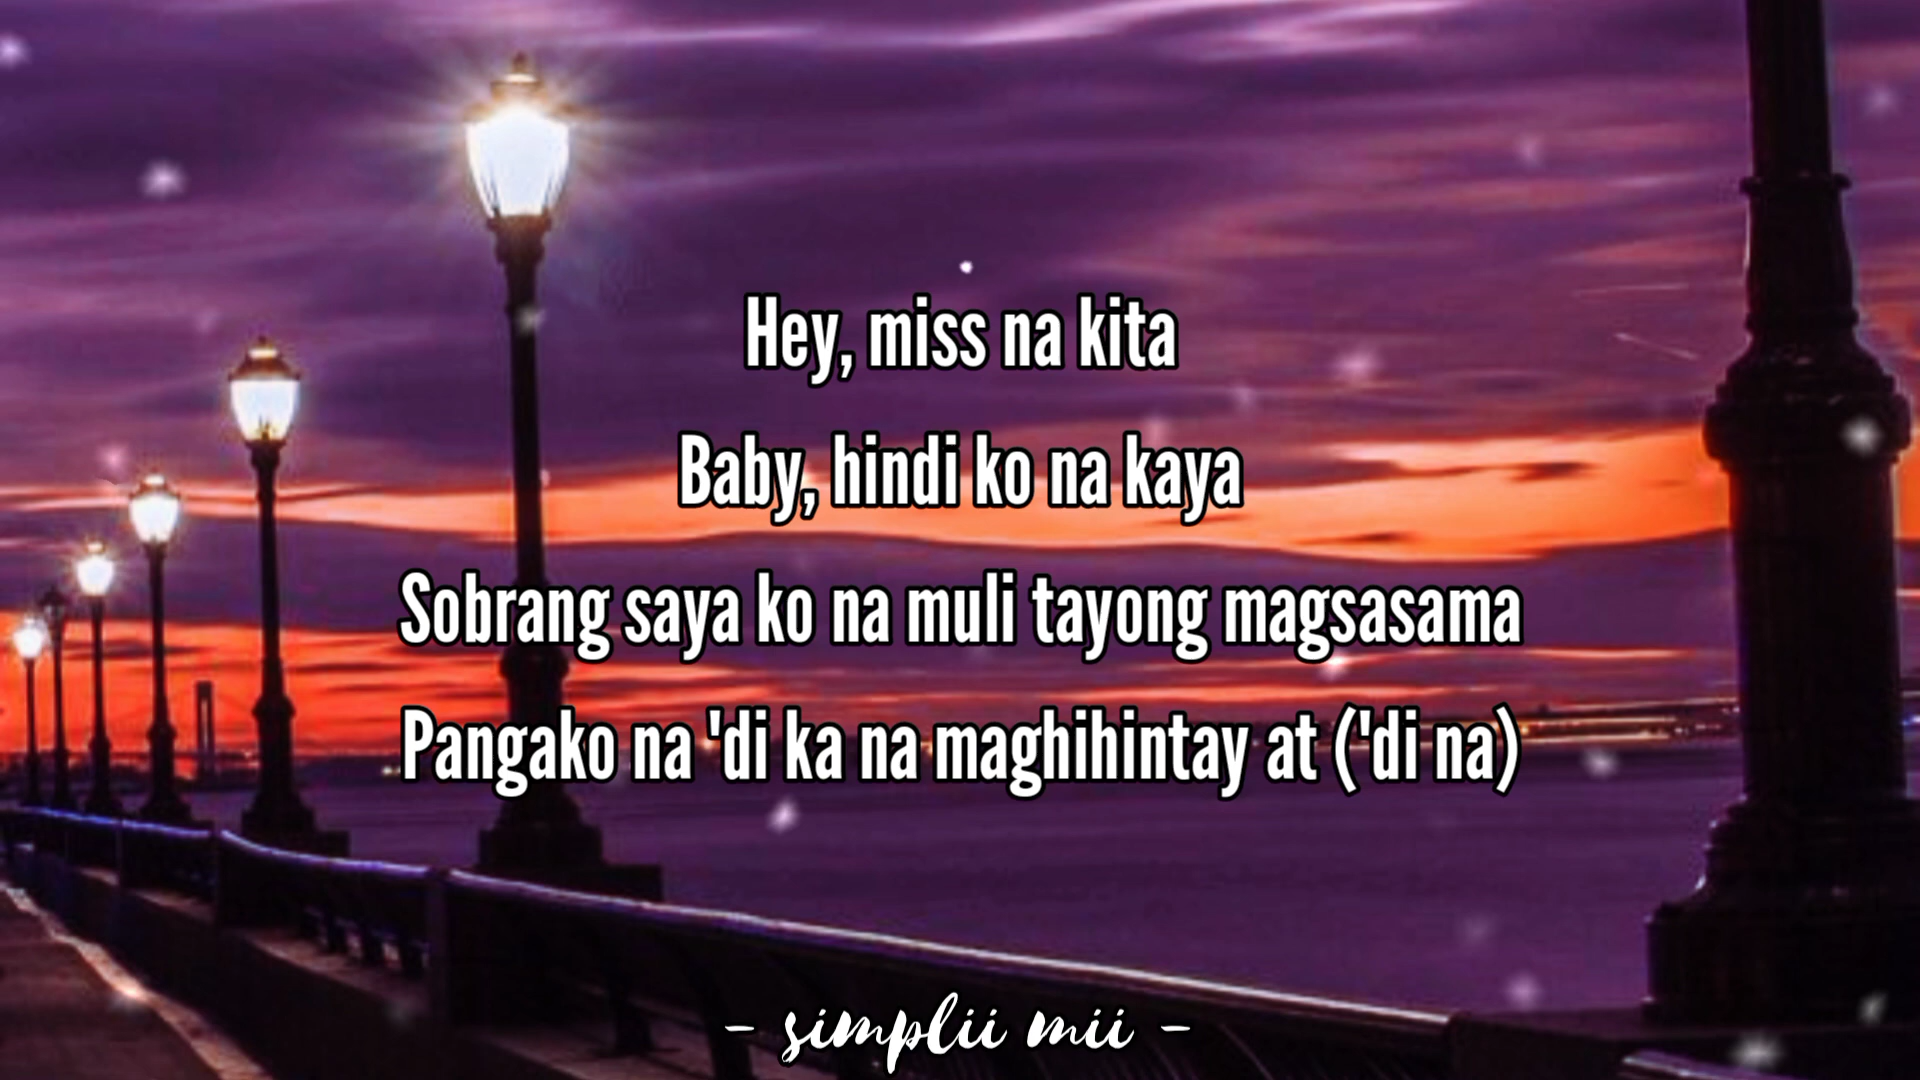 Hey, miss na kita
Baby, hindi ko na kaya
Sobrang saya ko na muli tayong magsasama
Pangako na 'di ka na maghihintay at ('di na)
- simplii mii -